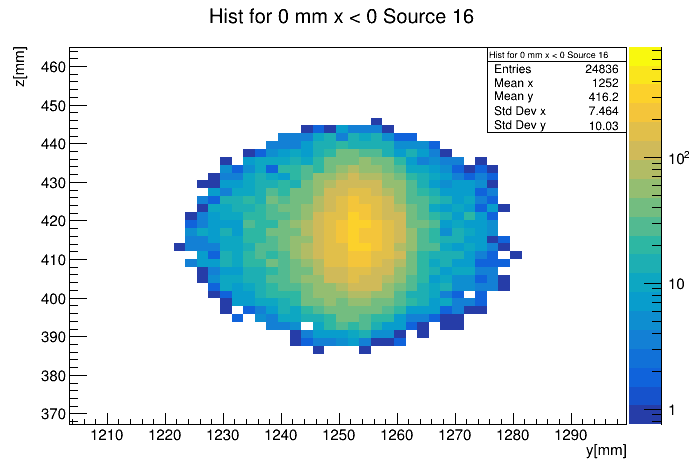 Hist for 0 mm x < 0 Source 16
z[mm]
Hist for 0 mm x < 0 Source 16
Entries 24836
Mean x 1252
Mean y 416.2
Std Dev x 7.464
Std Dev y 10.03
460
450
440
430
420
410
400
390
380
370
10²
10
1
1210 1220 1230 1240 1250 1260 1270 1280 1290
y[mm]